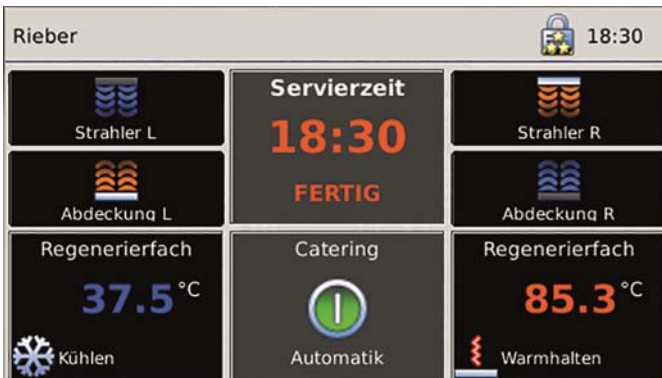 Rieber
18:30
Strahler L
Servierzeit
18:30
FERTIG
Strahler R
Abdeckung L
Abdeckung R
Regenerierfach
37.5 °C
Kühlen
Catering
Automatik
Regenerierfach
85.3 °C
Warmhalten